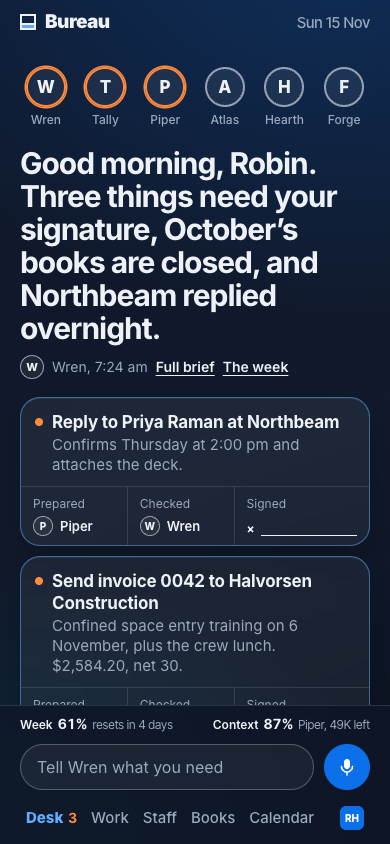 Bureau
Sun 15 Nov
W T P A H F
Wren Tally Piper Atlas Hearth Forge
Good morning, Robin.
Three things need your
signature, October’s
books are closed, and
Northbeam replied
overnight.
W Wren, 7:24 am Full brief The week
Reply to Priya Raman at Northbeam
Confirms Thursday at 2:00 pm and
attaches the deck.
Prepared Checked Signed
P Piper W Wren ×
Send invoice 0042 to Halvorsen
Construction
Confined space entry training on 6
November, plus the crew lunch.
$2,584.20, net 30.
Prepared Checked Signed
Week 61% resets in 4 days Context 87% Piper, 49K left
Tell Wren what you need
Desk 3 Work Staff Books Calendar RH